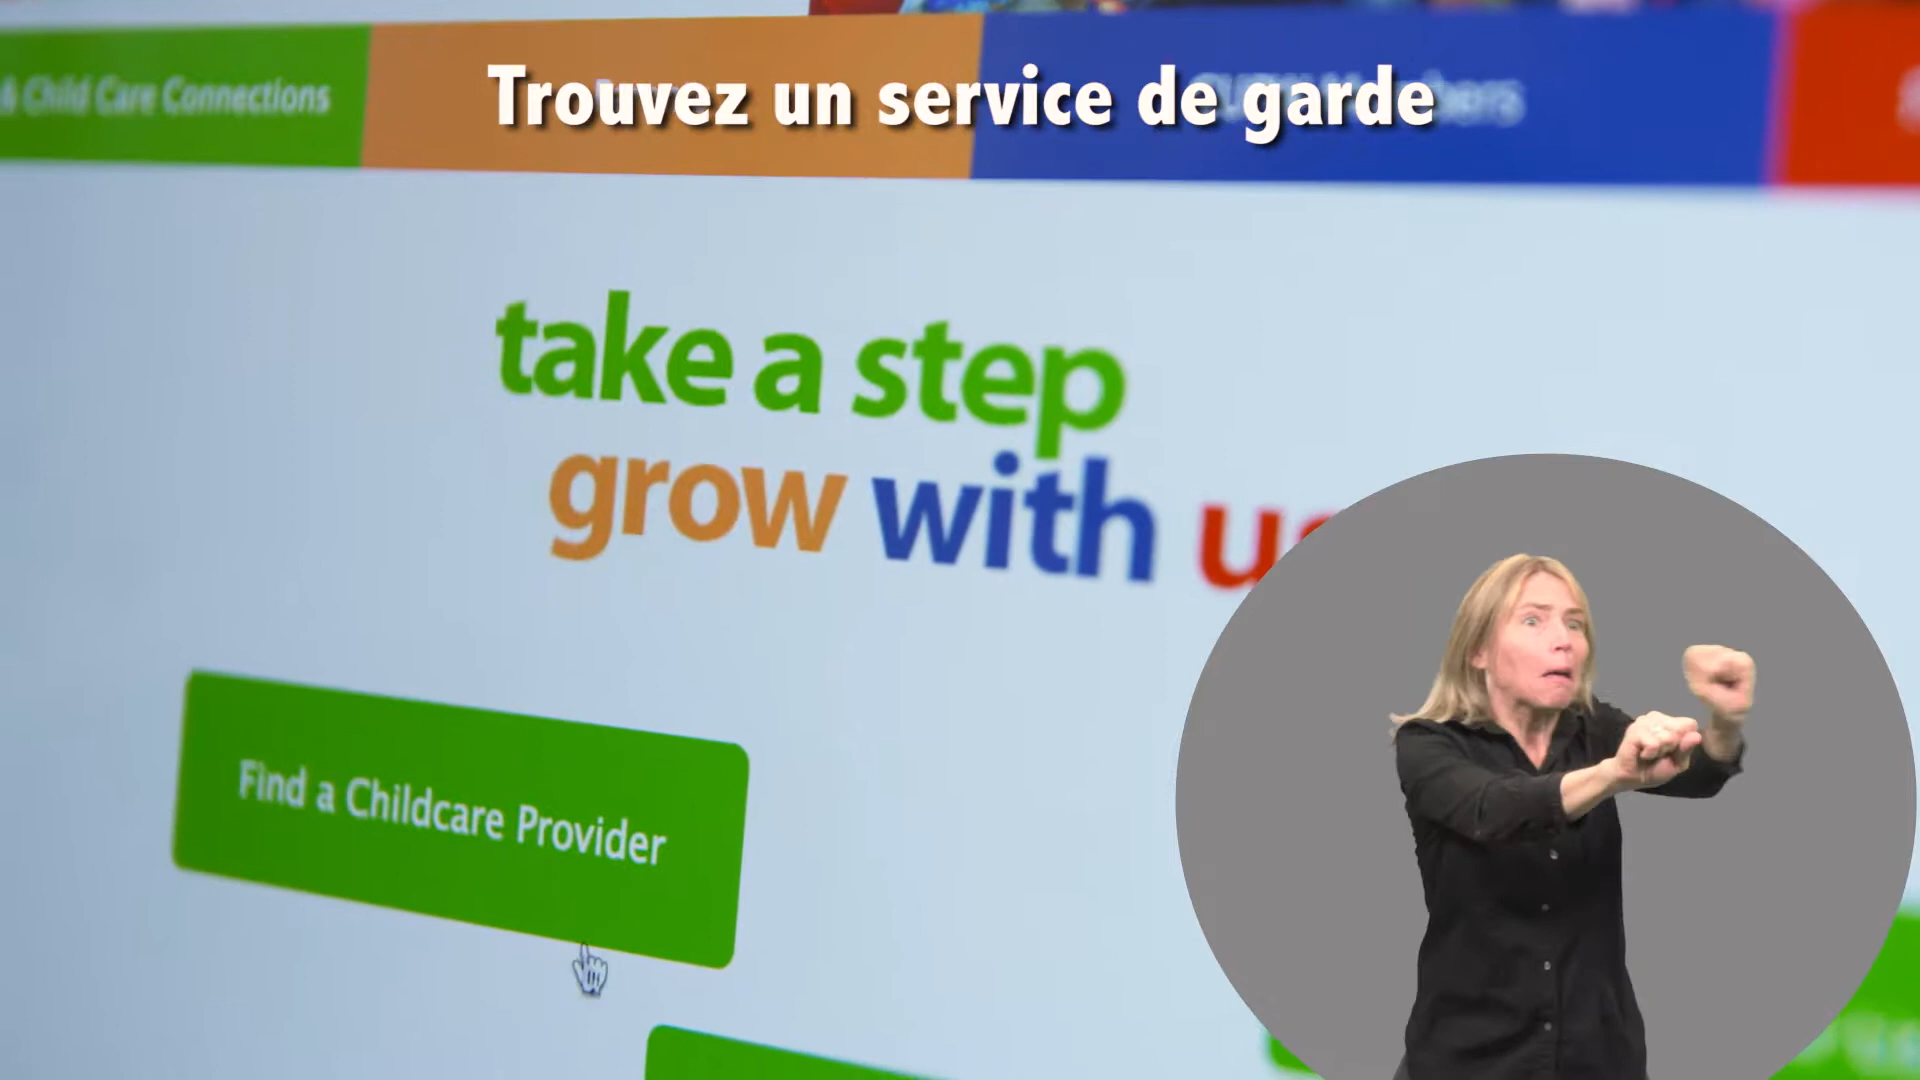 Child Care Connections
Trouvez un service de garde
take a step
grow with us
Find a Childcare Provider